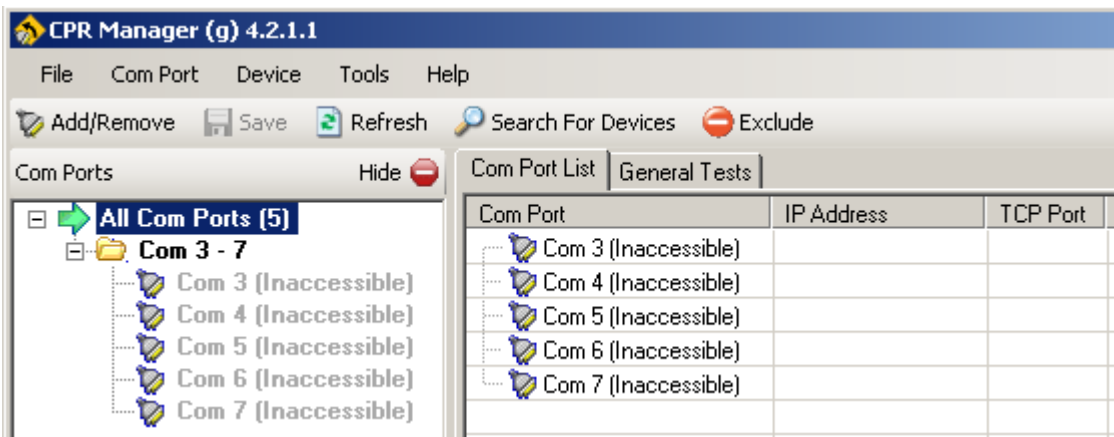 CPR Manager (g) 4.2.1.1
File Com Port Device Tools Help
Add/Remove Save Refresh Search For Devices Exclude
Com Ports Hide
All Com Ports (5)
Com 3 - 7
Com 3 (Inaccessible)
Com 4 (Inaccessible)
Com 5 (Inaccessible)
Com 6 (Inaccessible)
Com 7 (Inaccessible)
Com Port List General Tests
Com Port IP Address TCP Port
Com 3 (Inaccessible)
Com 4 (Inaccessible)
Com 5 (Inaccessible)
Com 6 (Inaccessible)
Com 7 (Inaccessible)